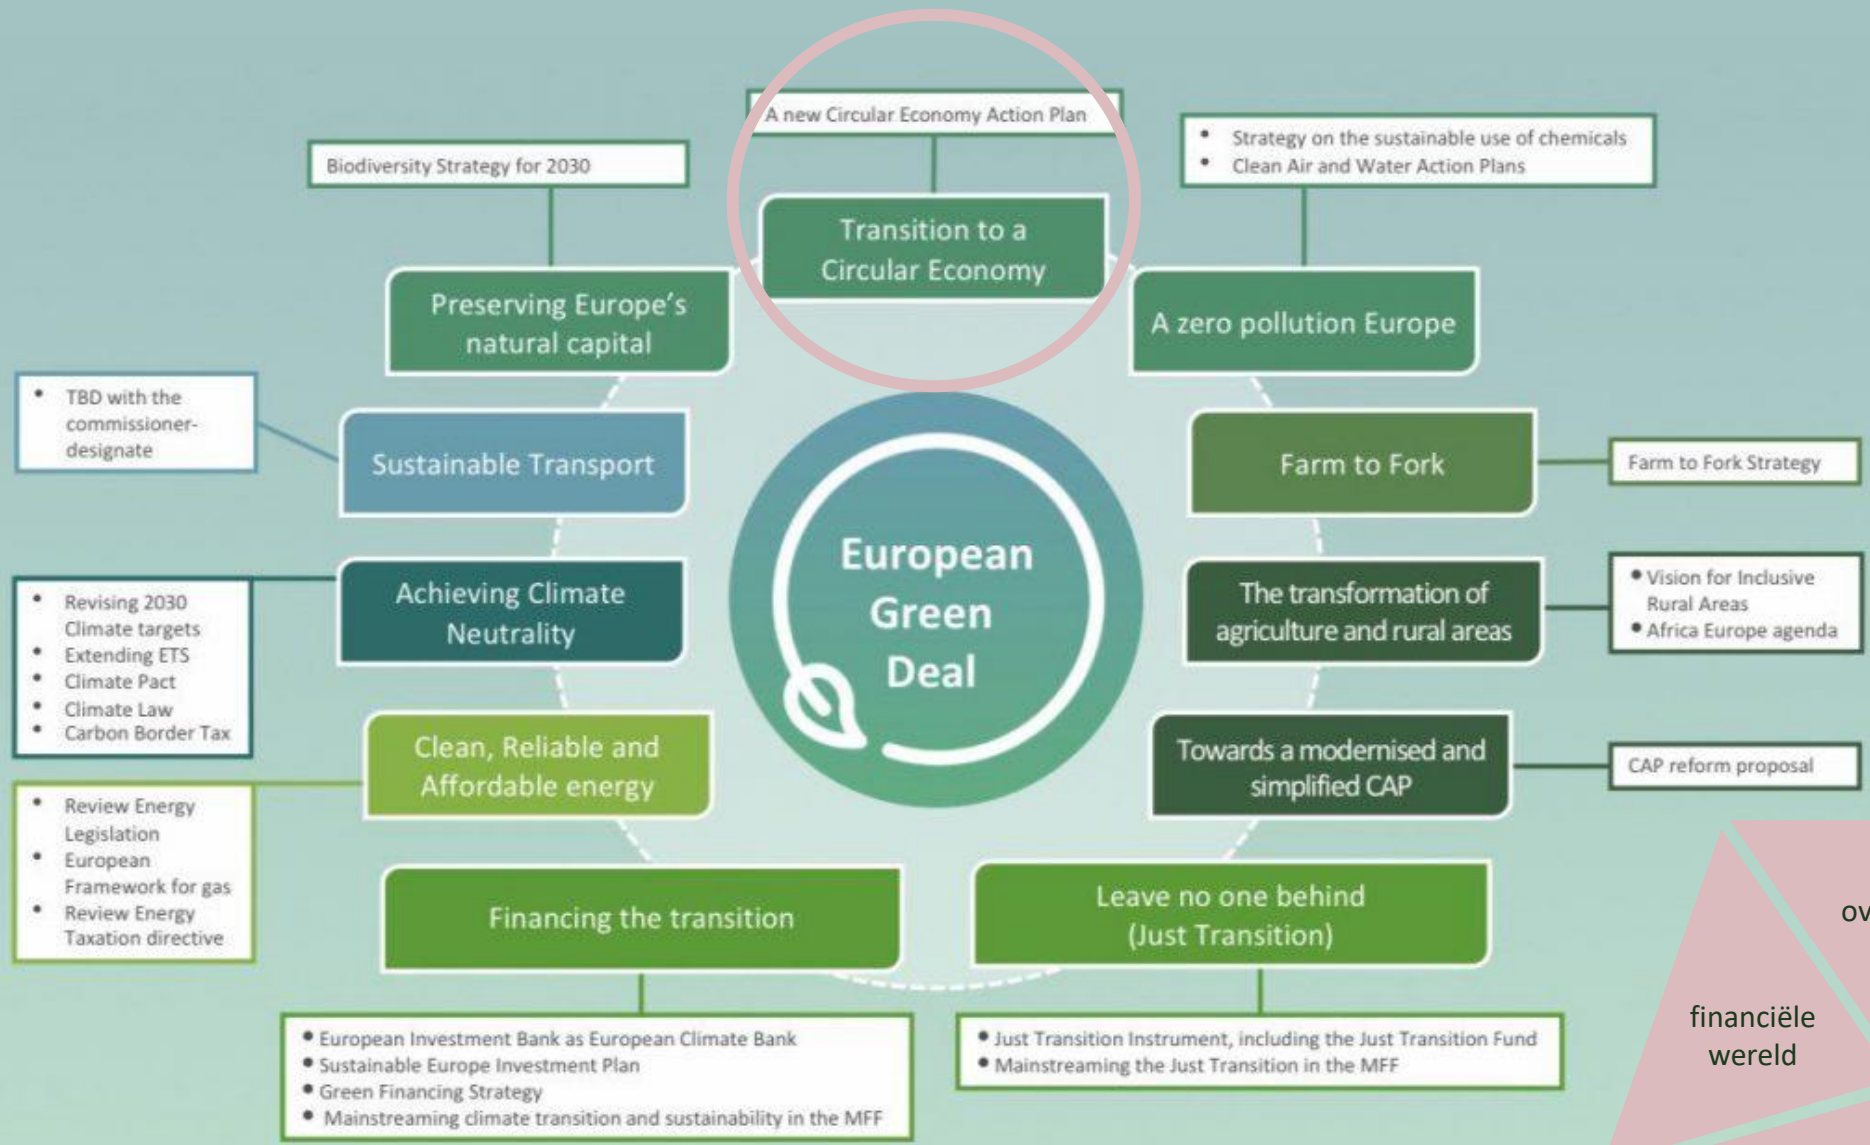 A new Circular Economy Action Plan
Transition to a
Circular Economy
• Strategy on the sustainable use of chemicals
• Clean Air and Water Action Plans
A zero pollution Europe
Farm to Fork
Farm to Fork Strategy
The transformation of
agriculture and rural areas
• Vision for Inclusive
Rural Areas
• Africa Europe agenda
Towards a modernised and
simplified CAP
CAP reform proposal
Leave no one behind
(Just Transition)
• Just Transition Instrument, including the Just Transition Fund
• Mainstreaming the Just Transition in the MFF
Financing the transition
• European Investment Bank as European Climate Bank
• Sustainable Europe Investment Plan
• Green Financing Strategy
• Mainstreaming climate transition and sustainability in the MFF
Clean, Reliable and
Affordable energy
• Review Energy
Legislation
• European
Framework for gas
• Review Energy
Taxation directive
Achieving Climate
Neutrality
• Revising 2030
Climate targets
• Extending ETS
• Climate Pact
• Climate Law
• Carbon Border Tax
Sustainable Transport
• TBD with the
commissioner-
designate
Preserving Europe's
natural capital
Biodiversity Strategy for 2030
European
Green
Deal
financiële
wereld